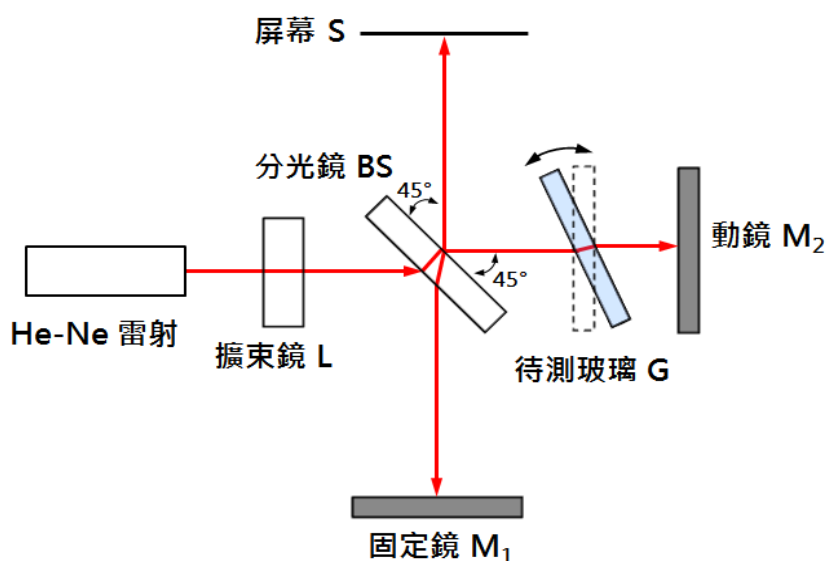 屏幕 S
分光鏡 BS
45°
45°
動鏡 M₂
He-Ne 雷射
擴束鏡 L
待測玻璃 G
固定鏡 M₁